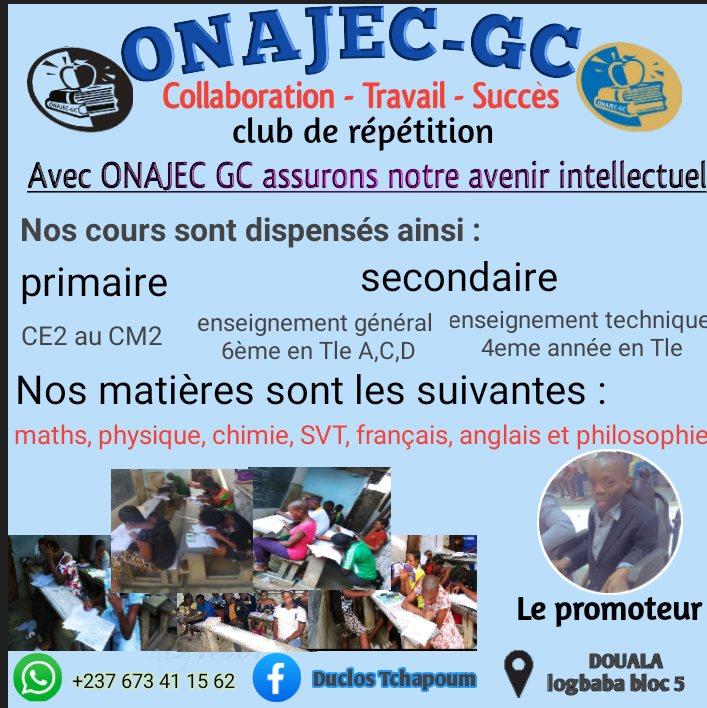 ONAJEC-GC
Collaboration - Travail - Succès
club de répétition
Avec ONAJEC GC assurons notre avenir intellectuel
Nos cours sont dispensés ainsi :
primaire
CE2 au CM2
secondaire
enseignement général
6ème en Tle A,C,D
enseignement technique
4eme année en Tle
Nos matières sont les suivantes :
maths, physique, chimie, SVT, français, anglais et philosophie
Le promoteur
+237 673 41 15 62
Duclos Tchapoum
DOUALA
logbaba bloc 5
ONAJEC-GC
ONAJEC-GC